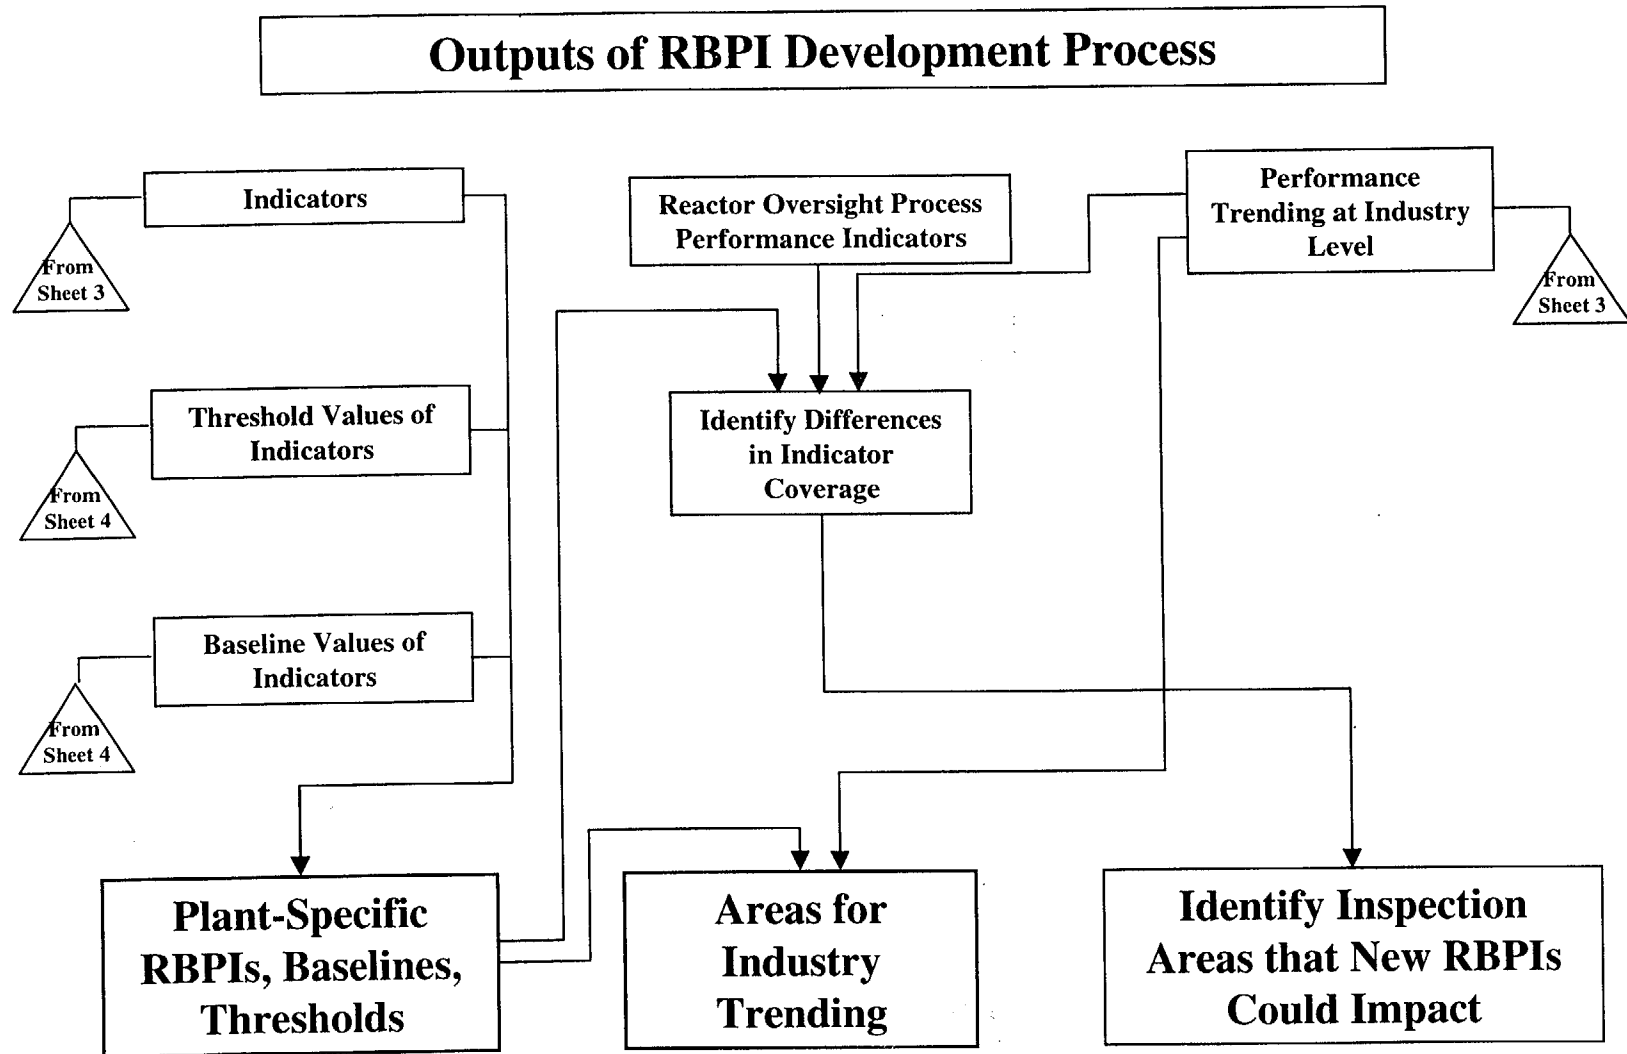 Outputs of RBPI Development Process
Indicators
From
Sheet 3
Reactor Oversight Process
Performance Indicators
Performance
Trending at Industry
Level
From
Sheet 3
Threshold Values of
Indicators
From
Sheet 4
Identify Differences
in Indicator
Coverage
Baseline Values of
Indicators
From
Sheet 4
Plant-Specific
RBPIs, Baselines,
Thresholds
Areas for
Industry
Trending
Identify Inspection
Areas that New RBPIs
Could Impact